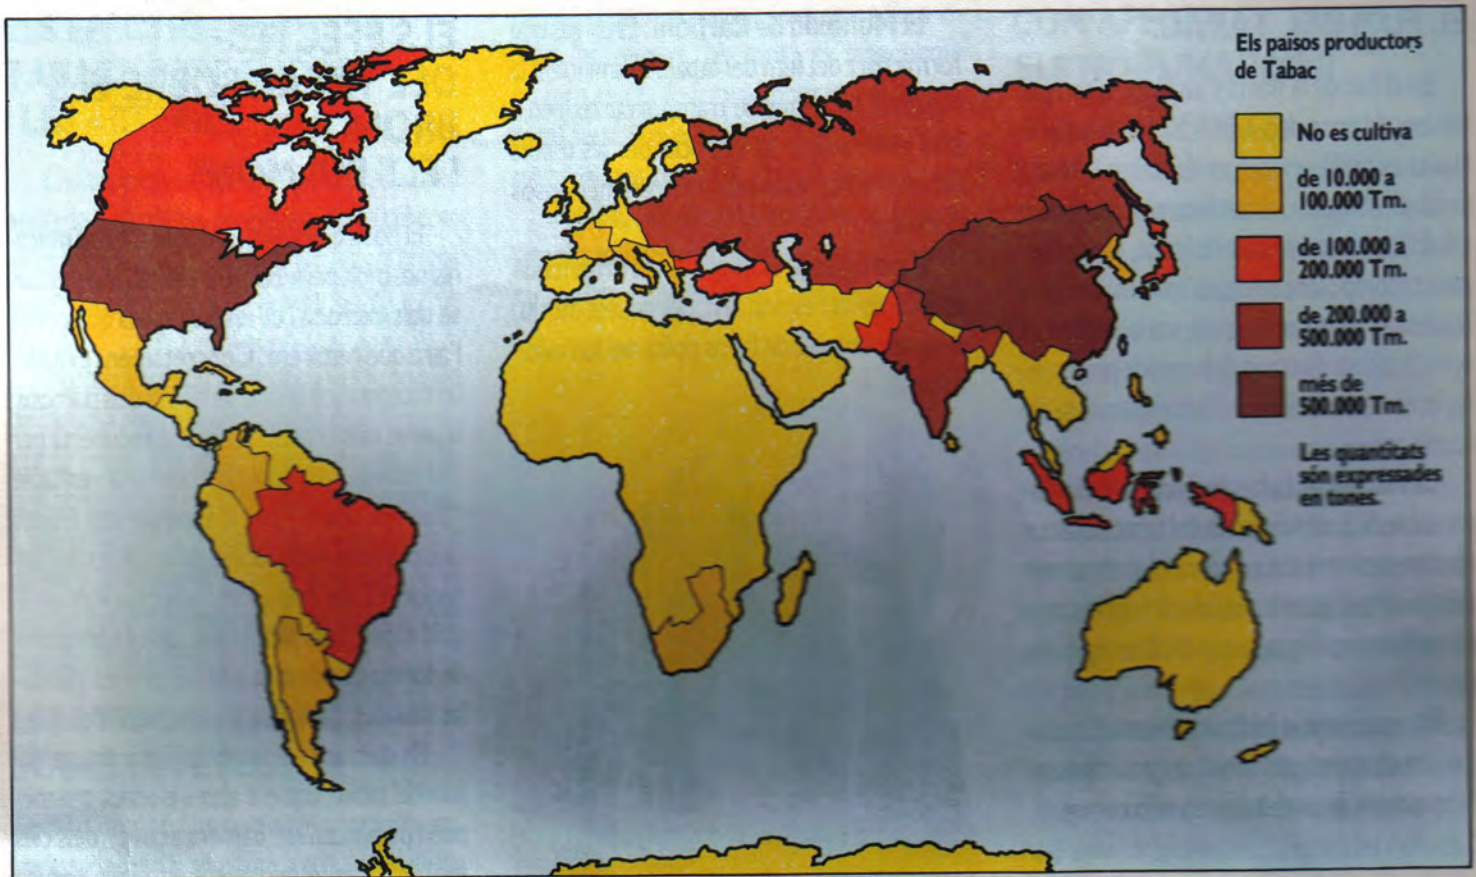 Els països productors
de Tabac
No es cultiva
de 10.000 a
100.000 Tm.
de 100.000 a
200.000 Tm.
de 200.000 a
500.000 Tm.
més de
500.000 Tm.
Les quantitats
són expressades
en tones.